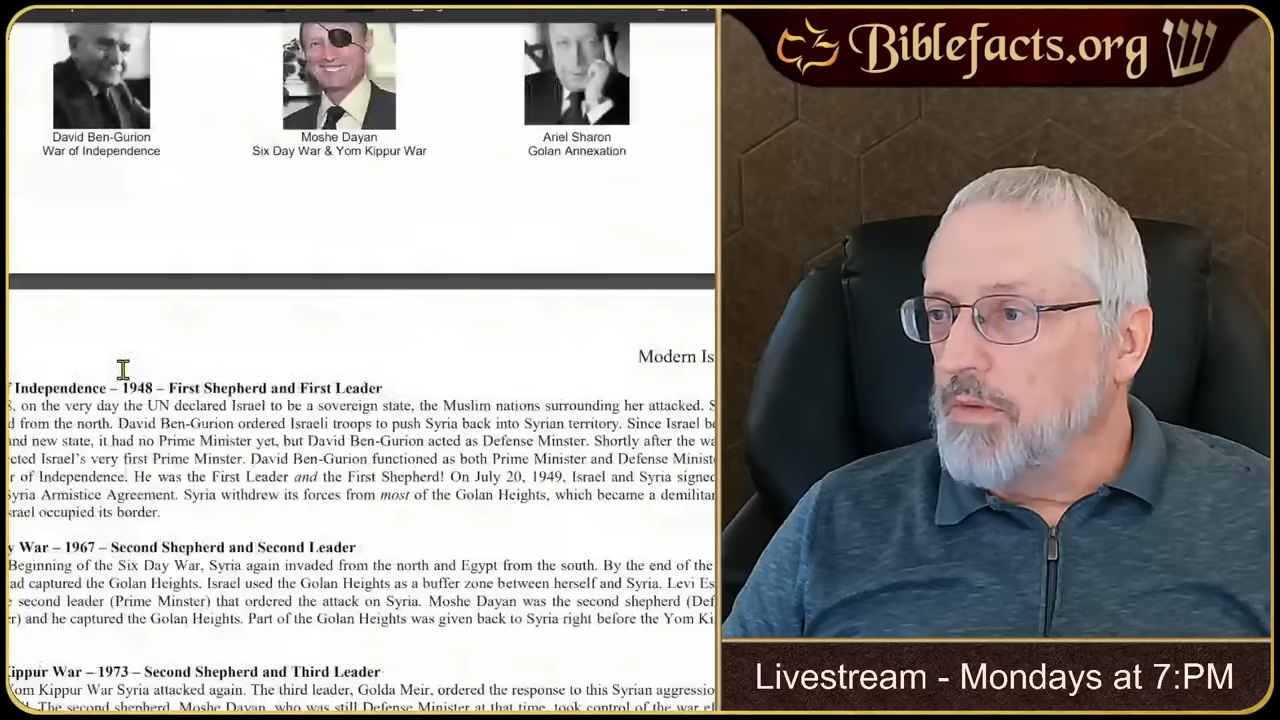 David Ben-Gurion
War of Independence
Moshe Dayan
Six Day War & Yom Kippur War
Ariel Sharon
Golan Annexation
Modern Is
Independence – 1948 – First Shepherd and First Leader
, on the very day the UN declared Israel to be a sovereign state, the Muslim nations surrounding her attacked. S
d from the north. David Ben-Gurion ordered Israeli troops to push Syria back into Syrian territory. Since Israel b
and new state, it had no Prime Minister yet, but David Ben-Gurion acted as Defense Minster. Shortly after the wa
cted Israel's very first Prime Minster. David Ben-Gurion functioned as both Prime Minister and Defense Minist
r of Independence. He was the First Leader and the First Shepherd! On July 20, 1949, Israel and Syria signed
Syria Armistice Agreement. Syria withdrew its forces from most of the Golan Heights, which became a demilitar
srael occupied its border.
y War – 1967 – Second Shepherd and Second Leader
Beginning of the Six Day War, Syria again invaded from the north and Egypt from the south. By the end of the
ad captured the Golan Heights. Israel used the Golan Heights as a buffer zone between herself and Syria. Levi Es
e second leader (Prime Minster) that ordered the attack on Syria. Moshe Dayan was the second shepherd (Def
er) and he captured the Golan Heights. Part of the Golan Heights was given back to Syria right before the Yom Ki
Kippur War – 1973 – Second Shepherd and Third Leader
Yom Kippur War Syria attacked again. The third leader, Golda Meir, ordered the response to this Syrian aggressio
The second shepherd, Moshe Dayan, who was still Defense Minister at that time, took control of the war ef
Biblefacts.org
Livestream - Mondays at 7:PM